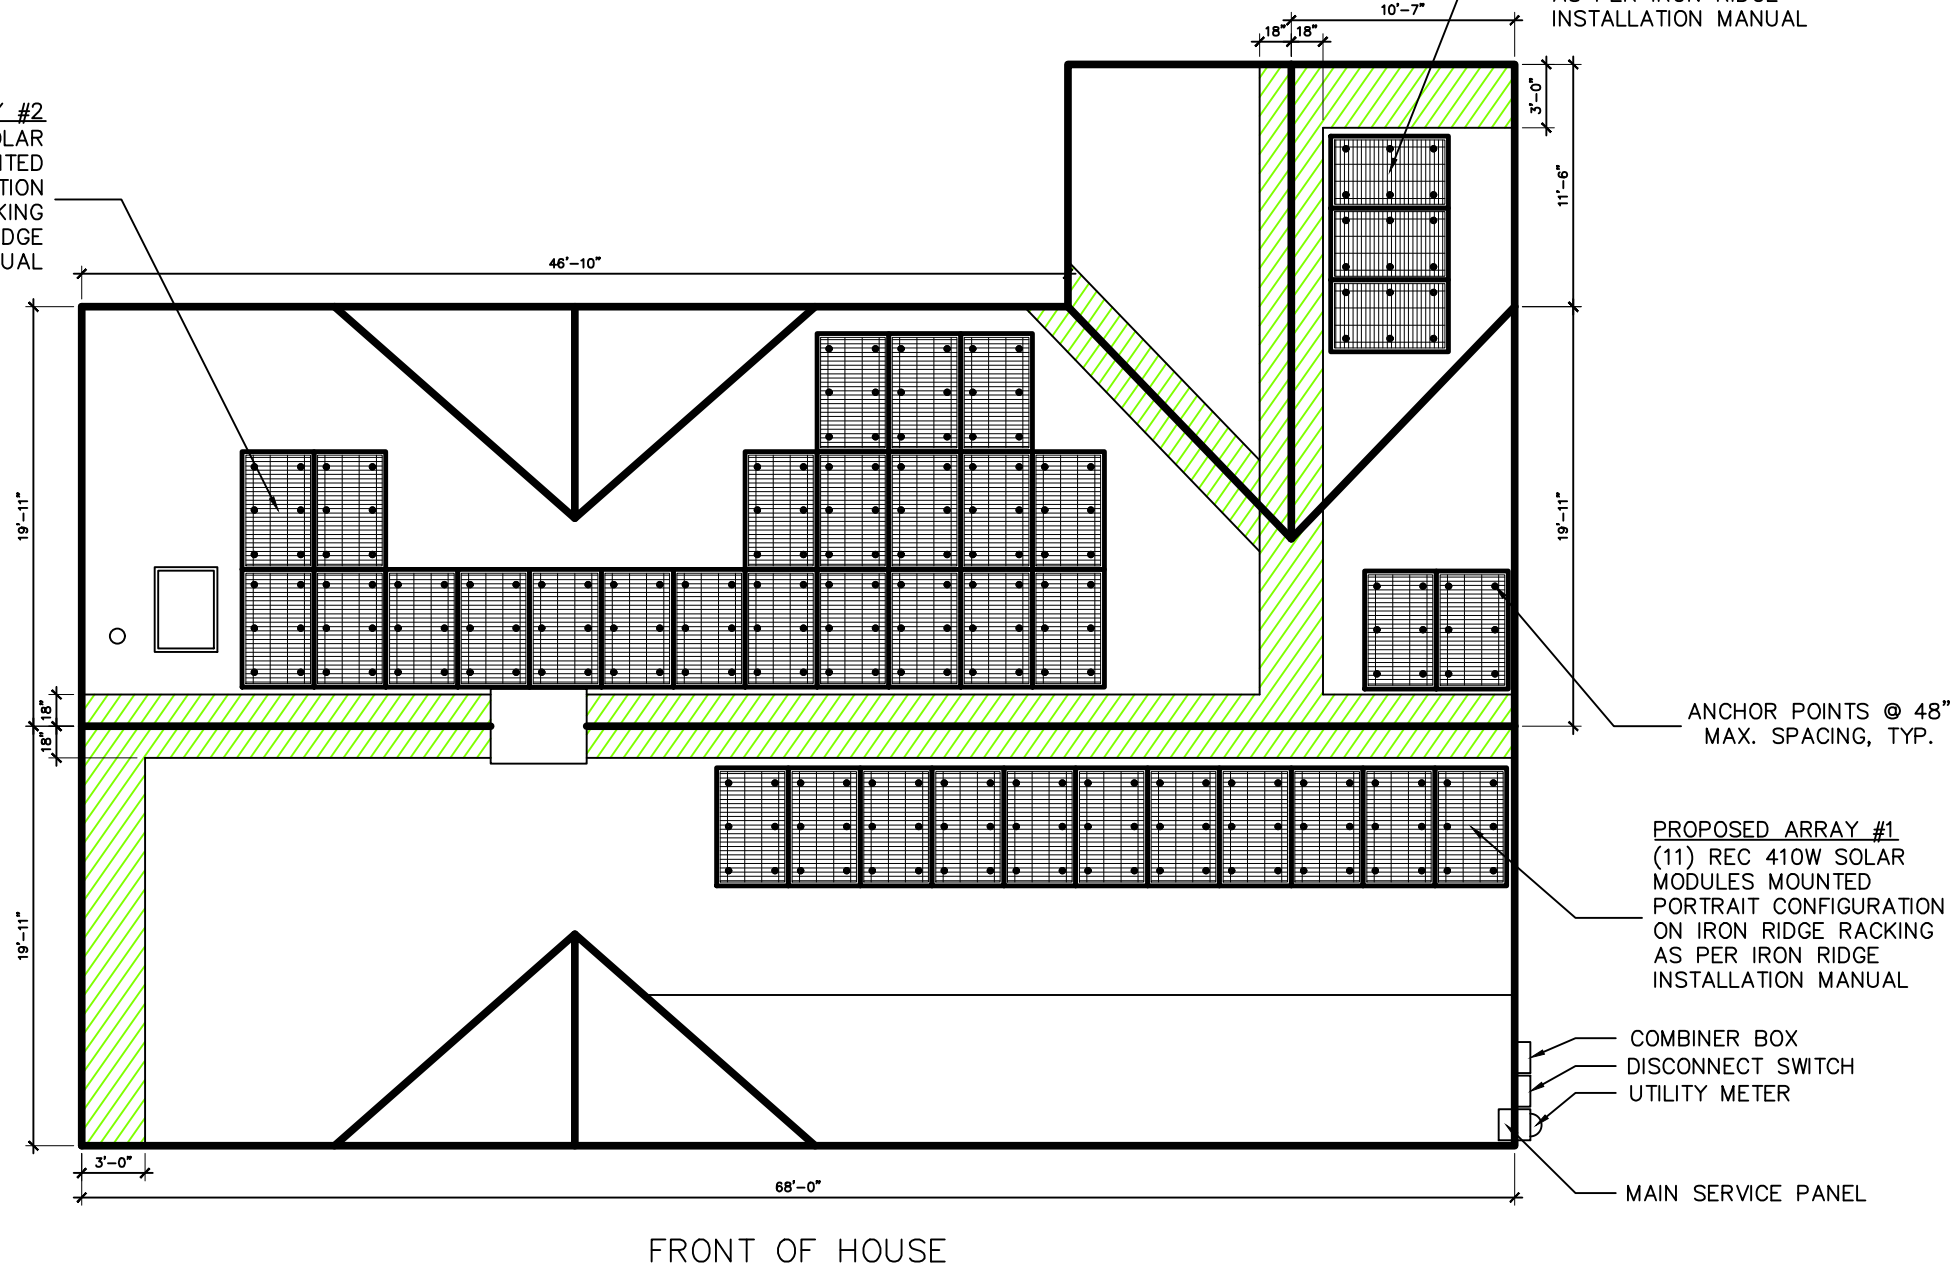 INSTALLATION MANUAL
10'-7"
18"
18"
3'-0"
11'-6"
#2
46'-10"
19'-11"
19'-11"
18"
18"
ANCHOR POINTS @ 48"
MAX. SPACING, TYP.
PROPOSED ARRAY #1
(11) REC 410W SOLAR
MODULES MOUNTED
PORTRAIT CONFIGURATION
ON IRON RIDGE RACKING
AS PER IRON RIDGE
INSTALLATION MANUAL
19'-11"
COMBINER BOX
DISCONNECT SWITCH
UTILITY METER
3'-0"
68'-0"
MAIN SERVICE PANEL
FRONT OF HOUSE